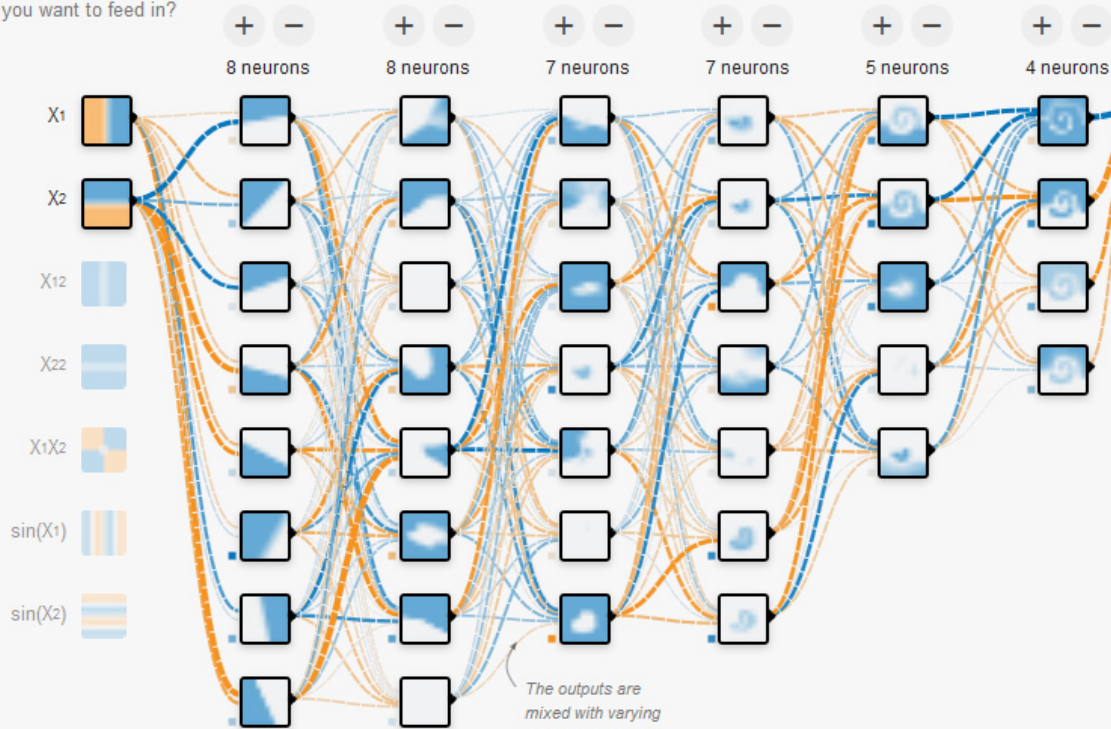 you want to feed in?
+ − + − + − + − + − + −
8 neurons 8 neurons 7 neurons 7 neurons 5 neurons 4 neurons
X1
X2
X12
X22
X1X2
sin(X1)
sin(X2)
The outputs are
mixed with varying